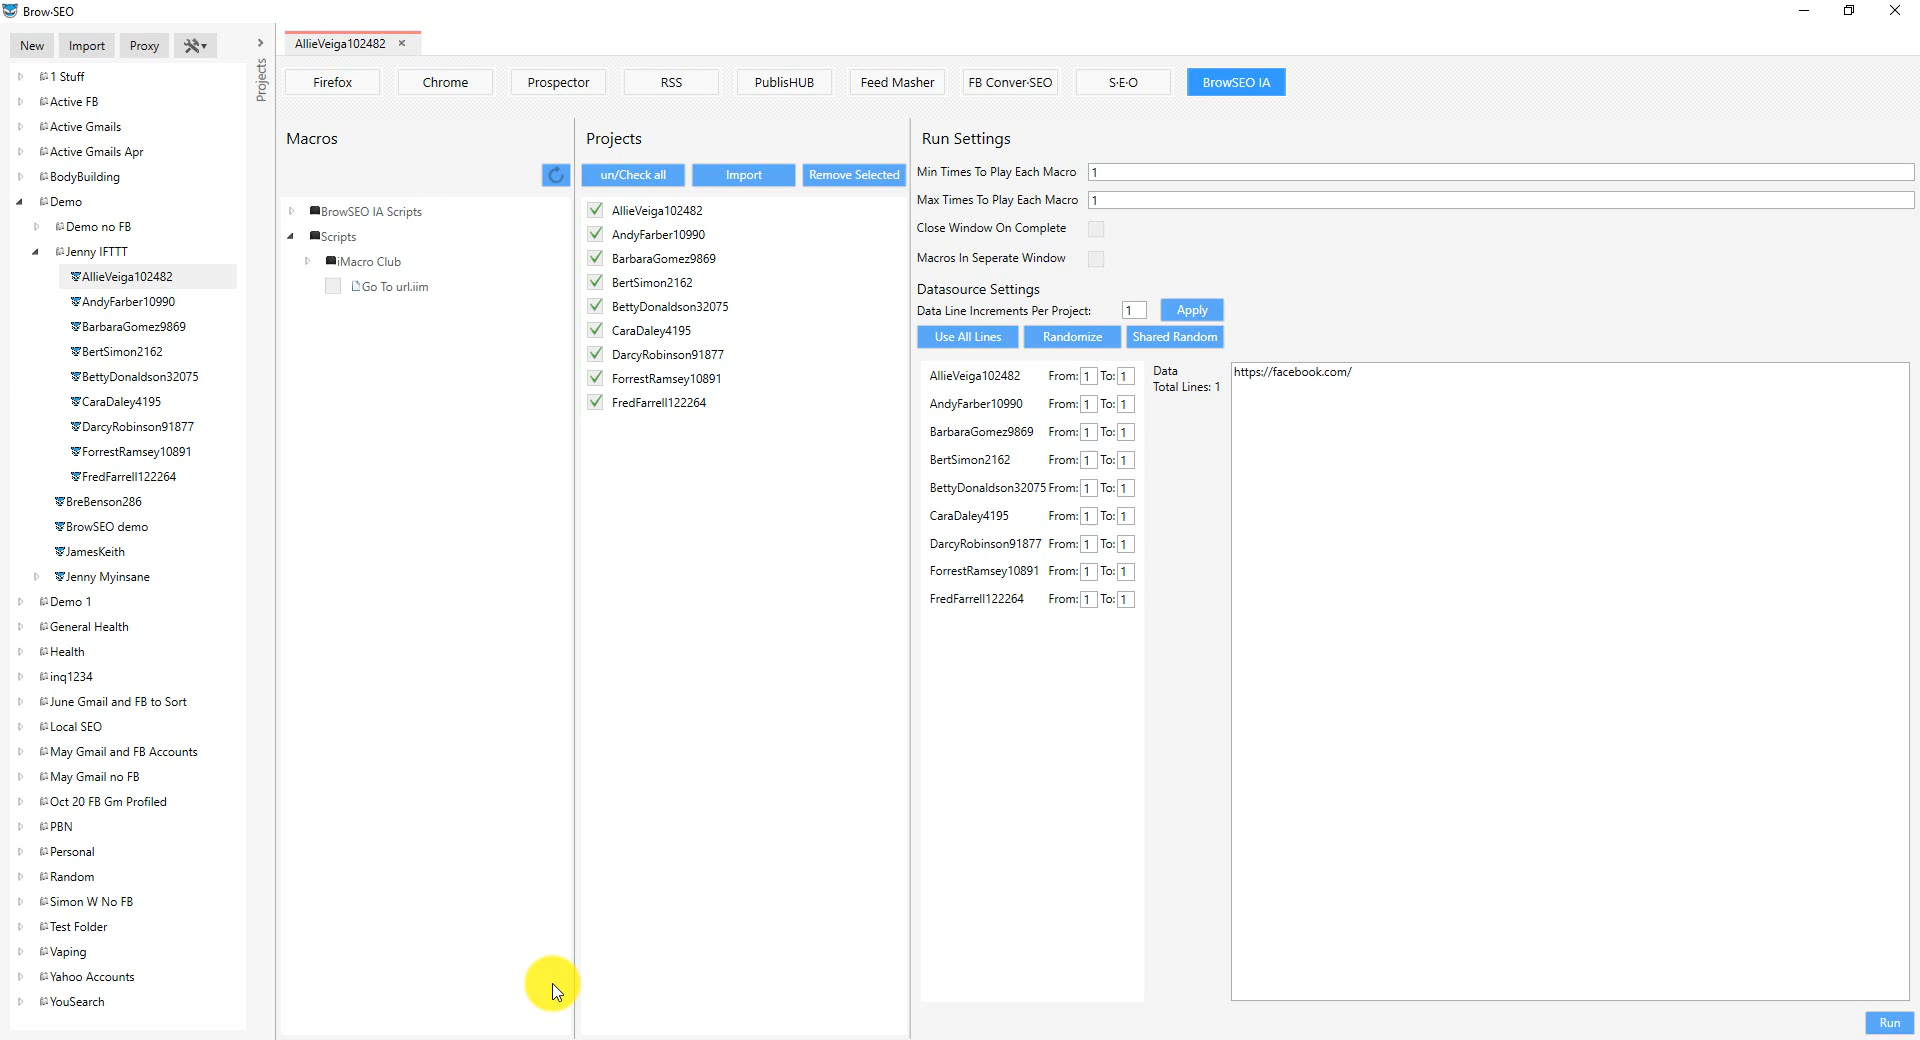 Brow·SEO
New Import Proxy
Projects
1 Stuff
Active FB
Active Gmails
Active Gmails Apr
BodyBuilding
Demo
Demo no FB
Jenny IFTTT
AllieVeiga102482
AndyFarber10990
BarbaraGomez9869
BertSimon2162
BettyDonaldson32075
CaraDaley4195
DarcyRobinson91877
ForrestRamsey10891
FredFarrell122264
BreBenson286
BrowSEO demo
JamesKeith
Jenny Myinsane
Demo 1
General Health
Health
inq1234
June Gmail and FB to Sort
Local SEO
May Gmail and FB Accounts
May Gmail no FB
Oct 20 FB Gm Profiled
PBN
Personal
Random
Simon W No FB
Test Folder
Vaping
Yahoo Accounts
YouSearch
AllieVeiga102482
Firefox Chrome Prospector RSS PublisHUB Feed Masher FB Conver·SEO S·E·O BrowSEO IA
Macros
BrowSEO IA Scripts
Scripts
iMacro Club
Go To url.iim
Projects
un/Check all Import Remove Selected
AllieVeiga102482
AndyFarber10990
BarbaraGomez9869
BertSimon2162
BettyDonaldson32075
CaraDaley4195
DarcyRobinson91877
ForrestRamsey10891
FredFarrell122264
Run Settings
Min Times To Play Each Macro 1
Max Times To Play Each Macro 1
Close Window On Complete
Macros In Seperate Window
Datasource Settings
Data Line Increments Per Project: 1 Apply
Use All Lines Randomize Shared Random
AllieVeiga102482 From: 1 To: 1
AndyFarber10990 From: 1 To: 1
BarbaraGomez9869 From: 1 To: 1
BertSimon2162 From: 1 To: 1
BettyDonaldson32075 From: 1 To: 1
CaraDaley4195 From: 1 To: 1
DarcyRobinson91877 From: 1 To: 1
ForrestRamsey10891 From: 1 To: 1
FredFarrell122264 From: 1 To: 1
Data
Total Lines: 1
https://facebook.com/
Run